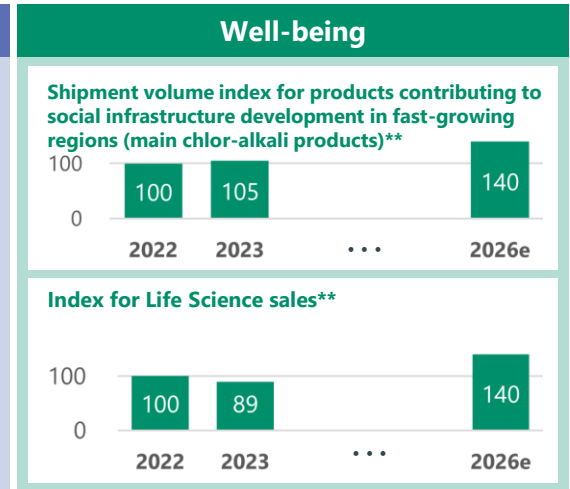 Well-being
Shipment volume index for products contributing to
social infrastructure development in fast-growing
regions (main chlor-alkali products)**
100
0
100
105
140
2022
2023
...
2026e
Index for Life Science sales**
100
0
100
89
140
2022
2023
...
2026e